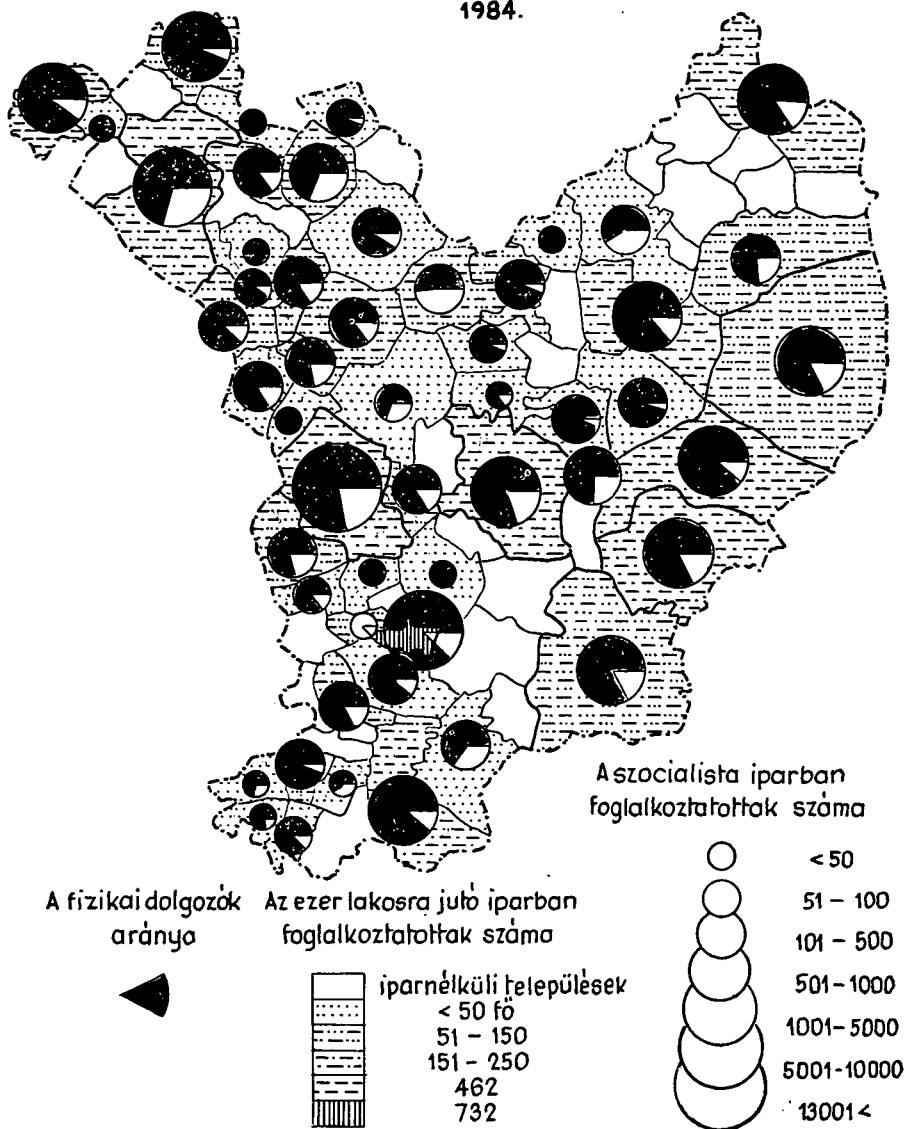 1984.
A szocialista iparban
foglalkoztatottak száma
< 50
51 – 100
101 – 500
501 – 1000
1001 – 5000
5001 – 10000
13001 <
A fizikai dolgozók
aránya
Az ezer lakosra jutó iparban
foglalkoztatottak száma
iparnélküli települések
< 50 fő
51 – 150
151 – 250
462
732